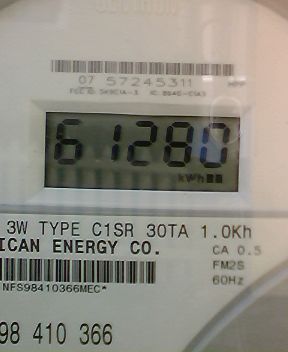 07 57245311
61280
kWh
3W TYPE C1SR 30TA 1.0Kh
ICAN ENERGY CO.
CA 0.5
FM2S
60Hz
NFS98410366MEC*
98 410 366